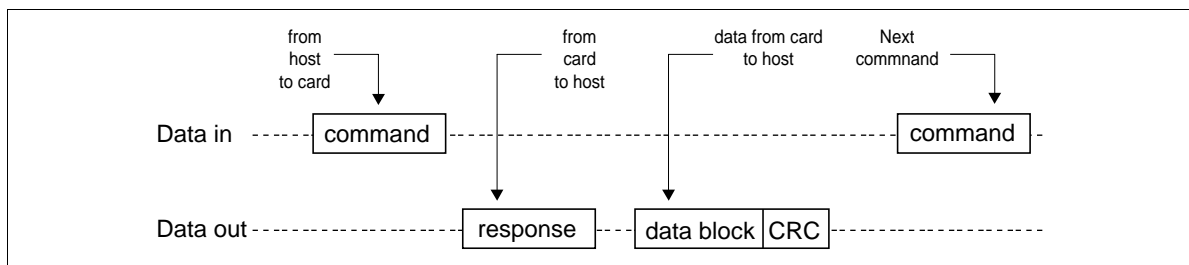 from
host
to card
from
card
to host
data from card
to host
Next
commnand
Data in
command
command
Data out
response
data block
CRC